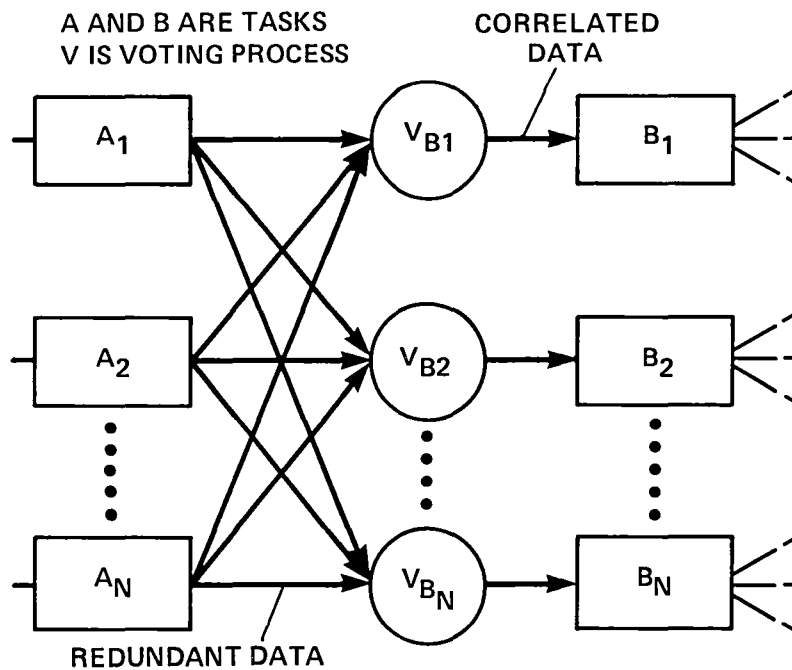 A AND B ARE TASKS
V IS VOTING PROCESS
CORRELATED
DATA
A1
VB1
B1
A2
VB2
B2
AN
VBN
BN
REDUNDANT DATA